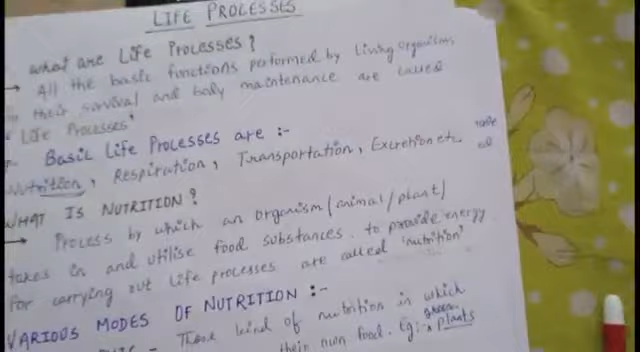 LIFE PROCESSES
What are Life Processes?
→ All the basic functions performed by living organisms
their survival and body maintenance are called
Life Processes'
Basic Life Processes are :-
Nutrition, Respiration, Transportation, Excretion etc.
WHAT IS NUTRITION?
→ Process by which an organism (animal/plant)
takes in and utilise food substances. to provide energy
for carrying out life processes are called 'nutrition'
VARIOUS MODES OF NUTRITION :-
- Those kind of nutrition in which
their own food. Eg:- green plants